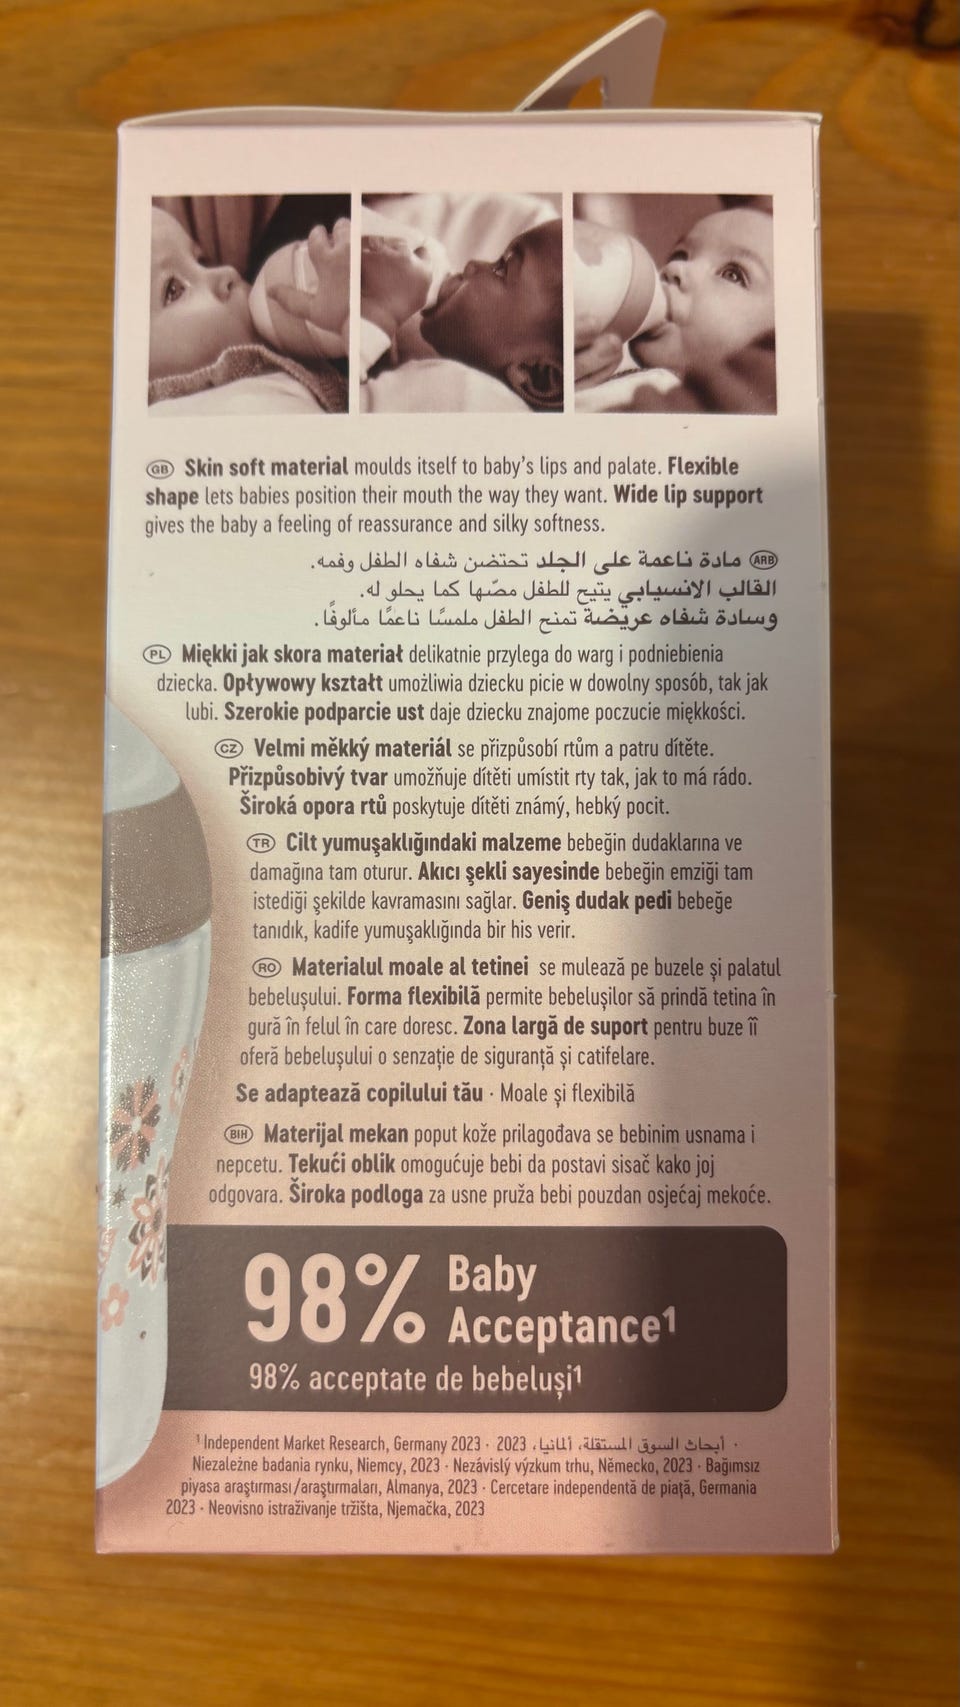 GB Skin soft material moulds itself to baby's lips and palate. Flexible
shape lets babies position their mouth the way they want. Wide lip support
gives the baby a feeling of reassurance and silky softness.
ARB مادة ناعمة على الجلد تحتضن شفاه الطفل وفمه.
القالب الانسيابي يتيح للطفل مصّها كما يحلو له.
وسادة شفاه عريضة تمنح الطفل ملمسًا ناعمًا مألوفًا.
PL Miękki jak skora materiał delikatnie przylega do warg i podniebienia
dziecka. Opływowy kształt umożliwia dziecku picie w dowolny sposób, tak jak
lubi. Szerokie podparcie ust daje dziecku znajome poczucie miękkości.
CZ Velmi měkký materiál se přizpůsobí rtům a patru dítěte.
Přizpůsobivý tvar umožňuje dítěti umístit rty tak, jak to má rádo.
Široká opora rtů poskytuje dítěti známý, hebký pocit.
TR Cilt yumuşaklığındaki malzeme bebeğin dudaklarına ve
damağına tam oturur. Akıcı şekli sayesinde bebeğin emziği tam
istediği şekilde kavramasını sağlar. Geniş dudak pedi bebeğe
tanıdık, kadife yumuşaklığında bir his verir.
RO Materialul moale al tetinei se mulează pe buzele și palatul
bebelușului. Forma flexibilă permite bebelușilor să prindă tetina în
gură în felul în care doresc. Zona largă de suport pentru buze îî
oferă bebelușului o senzație de siguranță și catifelare.
Se adaptează copilului tău · Moale și flexibilă
BIH Materijal mekan poput kože prilagođava se bebinim usnama i
nepcetu. Tekući oblik omogućuje bebi da postavi sisač kako joj
odgovara. Široka podloga za usne pruža bebi pouzdan osjećaj mekoće.
98% Baby
Acceptance¹
98% acceptate de bebeluși¹
¹ Independent Market Research, Germany 2023 · أبحاث السوق المستقلة، ألمانيا، 2023 ·
Niezależne badania rynku, Niemcy, 2023 · Nezávislý výzkum trhu, Německo, 2023 · Bağımsız
piyasa araştırması/araştırmaları, Almanya, 2023 · Cercetare independentă de piață, Germania
2023 · Neovisno istraživanje tržišta, Njemačka, 2023